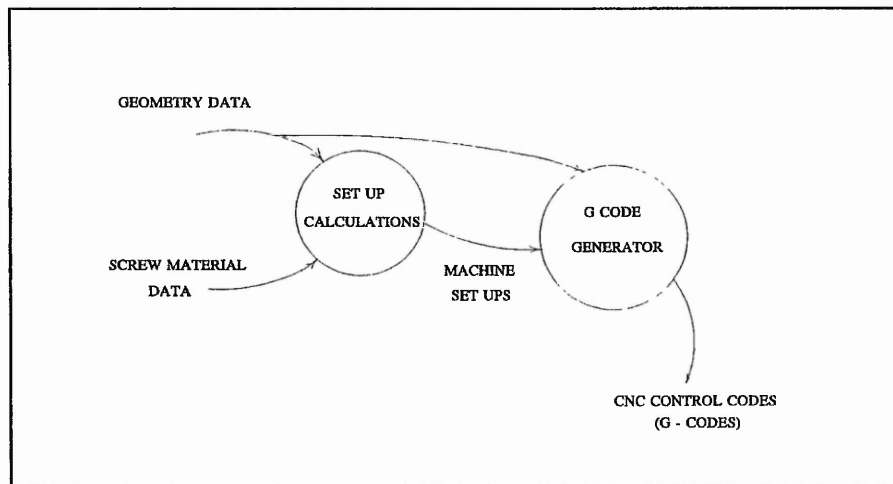 GEOMETRY DATA
SET UP
CALCULATIONS
G CODE
GENERATOR
SCREW MATERIAL
DATA
MACHINE
SET UPS
CNC CONTROL CODES
(G - CODES)